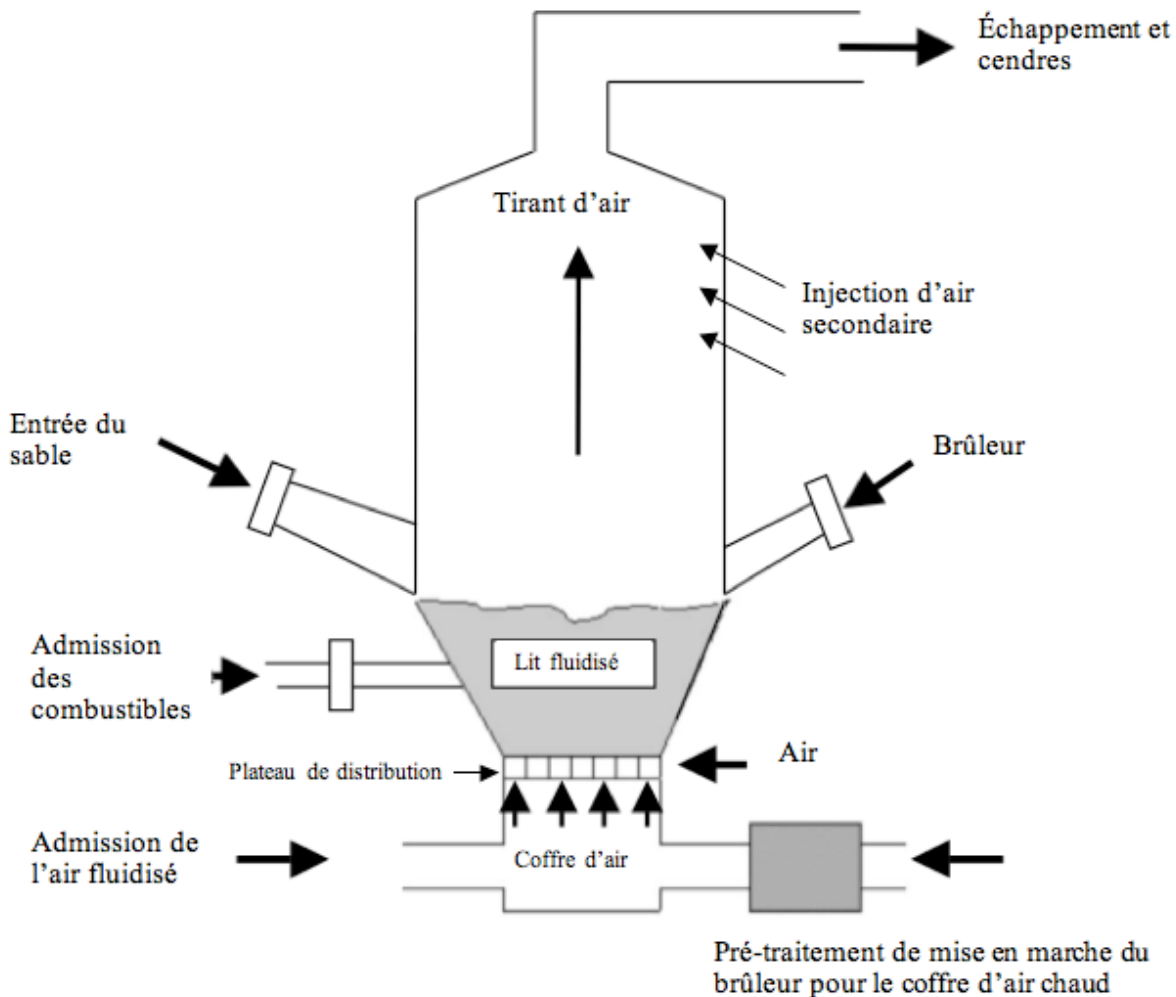 Échappement et
cendres
Tirant d’air
Injection d’air
secondaire
Entrée du
sable
Brûleur
Admission
des
combustibles
Lit fluidisé
Plateau de distribution
Air
Admission de
l’air fluidisé
Coffre d’air
Pré-traitement de mise en marche du
brûleur pour le coffre d’air chaud